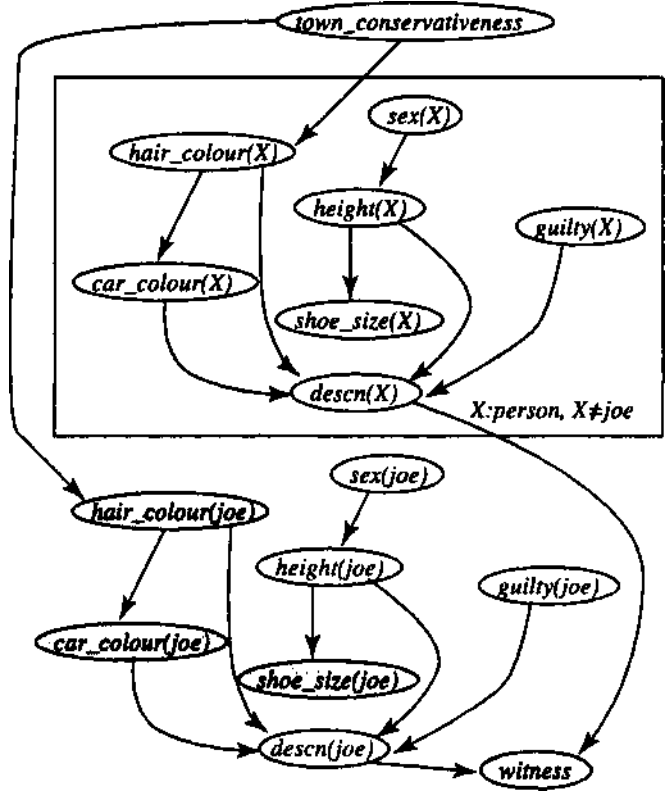 town_conservativeness
sex(X)
hair_colour(X)
height(X)
guilty(X)
car_colour(X)
shoe_size(X)
descn(X)
X:person, X≠joe
sex(joe)
hair_colour(joe)
height(joe)
guilty(joe)
car_colour(joe)
shoe_size(joe)
descn(joe)
witness